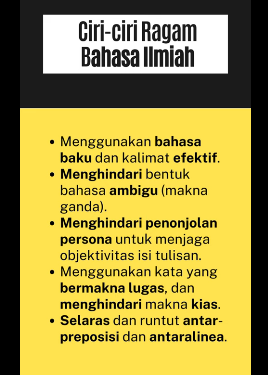 Ciri-ciri Ragam
Bahasa Ilmiah
• Menggunakan bahasa
baku dan kalimat efektif.
• Menghindari bentuk
bahasa ambigu (makna
ganda).
• Menghindari penonjolan
persona untuk menjaga
objektivitas isi tulisan.
• Menggunakan kata yang
bermakna lugas, dan
menghindari makna kias.
• Selaras dan runtut antar-
preposisi dan antaralinea.